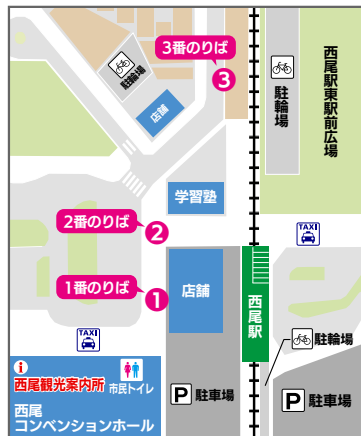 3番のりば
3
駐輪場
店舗
駐輪場
西尾駅東駅前広場
学習塾
2番のりば
2
TAXI
1番のりば
1
店舗
西尾駅
TAXI
駐輪場
i
西尾観光案内所
市民トイレ
西尾
コンベンションホール
P 駐車場
P 駐車場